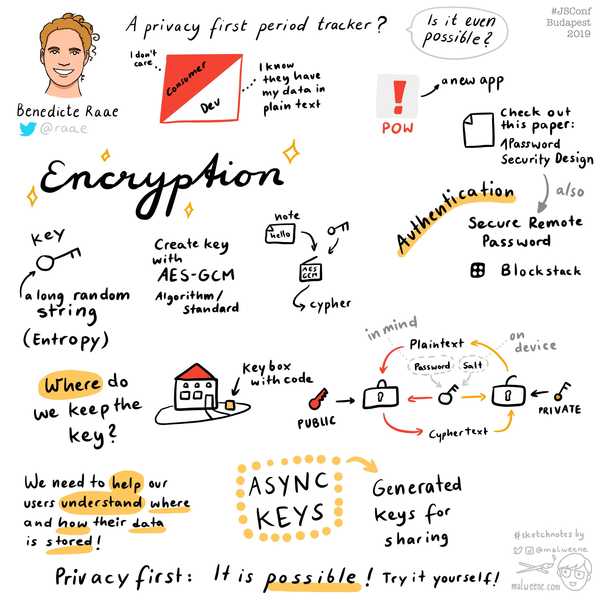 A privacy first period tracker?
Is it even
possible?
#JSConf
Budapest
2019
I don't
care..
Consumer
Dev
I know
they have
my data in
plain text
Benedicte Raae
@raae
!
POW
a new app
Check out
this paper:
1Password
Security Design
Encryption
Authentication
also
Secure Remote
Password
Blockstack
Key
a long random
string
(Entropy)
Create key
with
AES-GCM
Algorithm/
Standard
note
hello
AES
GCM
cypher
Where do
we keep the
key?
Key box
with code
in mind
on
device
Plaintext
Password
Salt
PUBLIC
PRIVATE
Cyphertext
We need to help our
users understand where
and how their data
is stored!
ASYNC
KEYS
Generated
keys for
sharing
#sketchnotes by
@malweene
malweene.com
Privacy first: It is possible! Try it yourself!